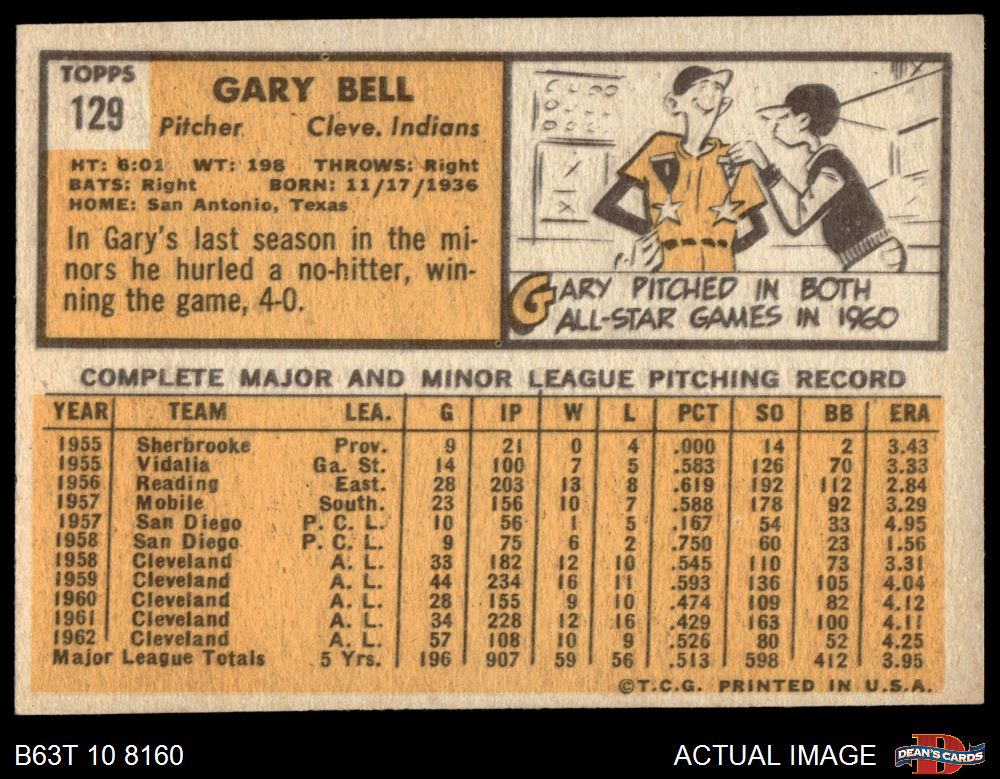 TOPPS
129
GARY BELL
Pitcher Cleve. Indians
HT: 6:01 WT: 198 THROWS: Right
BATS: Right BORN: 11/17/1936
HOME: San Antonio, Texas
In Gary's last season in the mi-
nors he hurled a no-hitter, win-
ning the game, 4-0.
GARY PITCHED IN BOTH
ALL-STAR GAMES IN 1960
COMPLETE MAJOR AND MINOR LEAGUE PITCHING RECORD
YEAR TEAM LEA. G IP W L PCT SO BB ERA
1955 Sherbrooke Prov. 9 21 0 4 .000 14 2 3.43
1955 Vidalia Ga. St. 14 100 7 5 .583 126 70 3.33
1956 Reading East. 28 203 13 8 .619 192 112 2.84
1957 Mobile South. 23 156 10 7 .588 178 92 3.29
1957 San Diego P. C. L. 10 56 1 5 .167 54 33 4.95
1958 San Diego P. C. L. 9 75 6 2 .750 60 23 1.56
1958 Cleveland A. L. 33 182 12 10 .545 110 73 3.31
1959 Cleveland A. L. 44 234 16 11 .593 136 105 4.04
1960 Cleveland A. L. 28 155 9 10 .474 109 82 4.12
1961 Cleveland A. L. 34 228 12 16 .429 163 100 4.11
1962 Cleveland A. L. 57 108 10 9 .526 80 52 4.25
Major League Totals 5 Yrs. 196 907 59 56 .513 598 412 3.95
©T.C.G. PRINTED IN U.S.A.
B63T 10 8160
ACTUAL IMAGE
DEAN'S CARDS